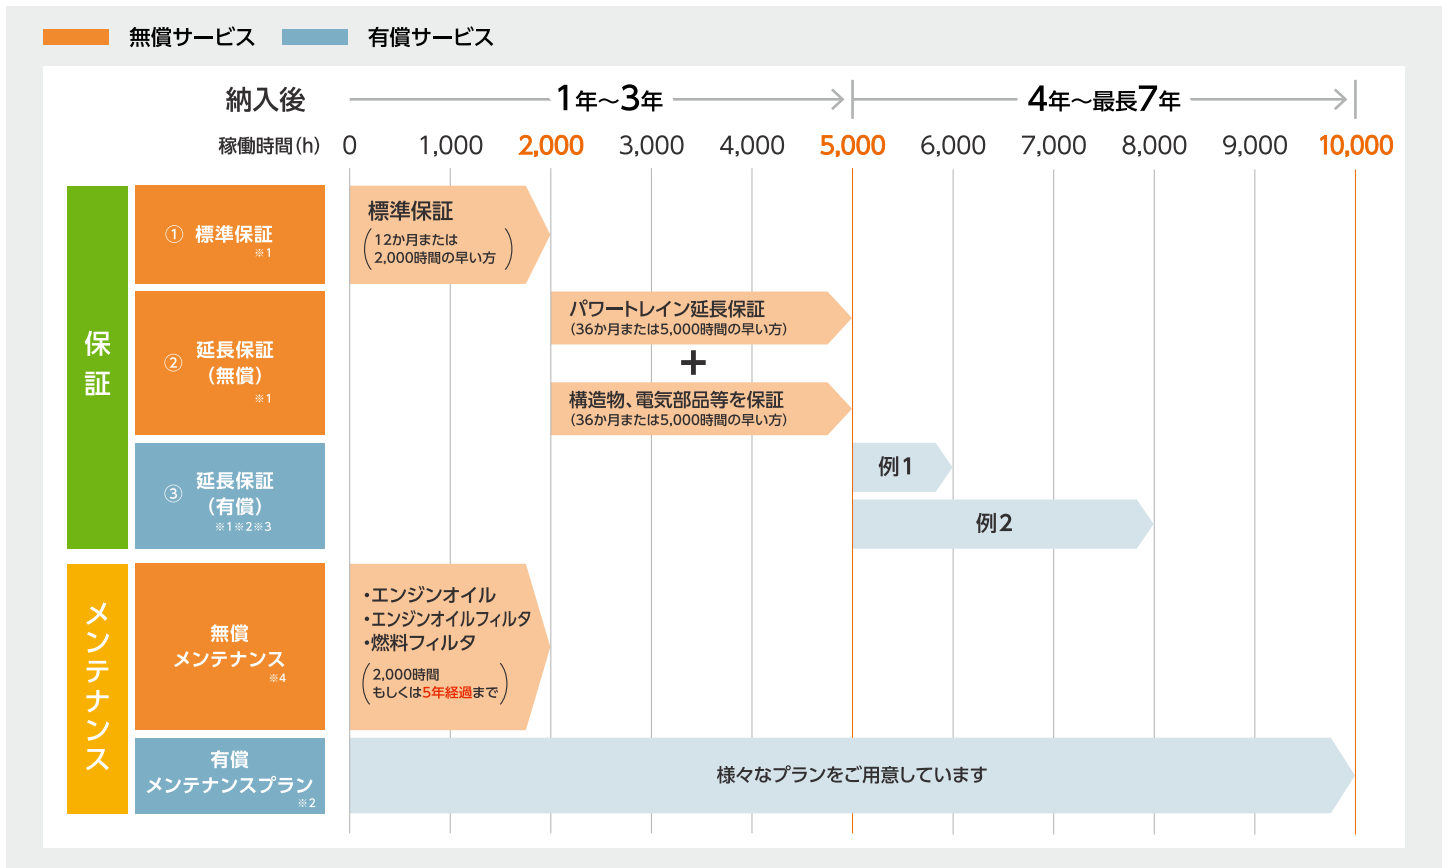 無償サービス 有償サービス
納入後 1年～3年 4年～最長7年
稼働時間(h) 0 1,000 2,000 3,000 4,000 5,000 6,000 7,000 8,000 9,000 10,000
保証
① 標準保証
※1
標準保証
(12か月または
2,000時間の早い方)
② 延長保証
(無償)
※1
パワートレイン延長保証
(36か月または5,000時間の早い方)
+
構造物、電気部品等を保証
(36か月または5,000時間の早い方)
③ 延長保証
(有償)
※1※2※3
例1
例2
メンテナンス
無償
メンテナンス
※4
・エンジンオイル
・エンジンオイルフィルタ
・燃料フィルタ
(2,000時間
もしくは5年経過まで)
有償
メンテナンスプラン
※2
様々なプランをご用意しています